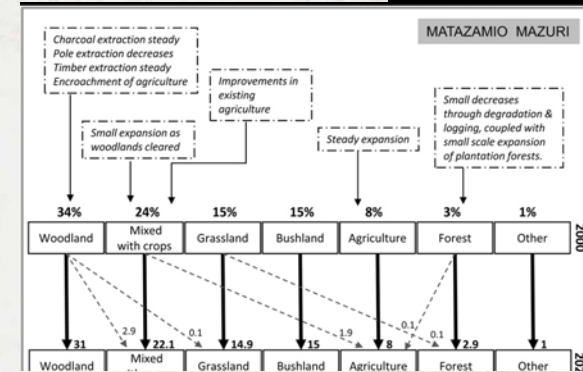 MATAZAMIO MAZURI
Charcoal extraction steady
Pole extraction decreases
Timber extraction steady
Encroachment of agriculture
Improvements in
existing
agriculture
Small expansion as
woodlands cleared
Steady expansion
Small decreases
through degradation &
logging, coupled with
small scale expansion
of plantation forests.
34% 24% 15% 15% 8% 3% 1%
Woodland
Mixed
with crops
Grassland
Bushland
Agriculture
Forest
Other
2000
2.9 0.1 1.9 0.1 0.1
31 22.1 14.9 15 8 2.9 1
Woodland
Mixed
Grassland
Bushland
Agriculture
Forest
Other